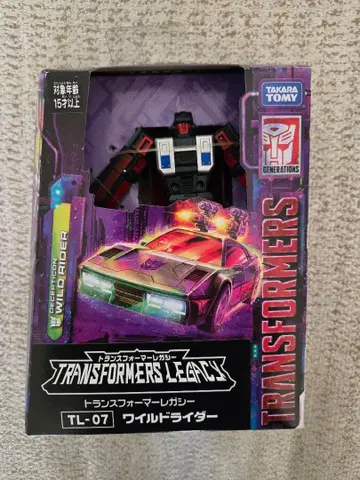 対象年齢
15才以上
TAKARA
TOMY
GENERATIONS
TRANSFORMERS
DECEPTICON
WILD RIDER
トランスフォーマーレガシー
TRANSFORMERS LEGACY
トランスフォーマーレガシー
TL-07 ワイルドライダー